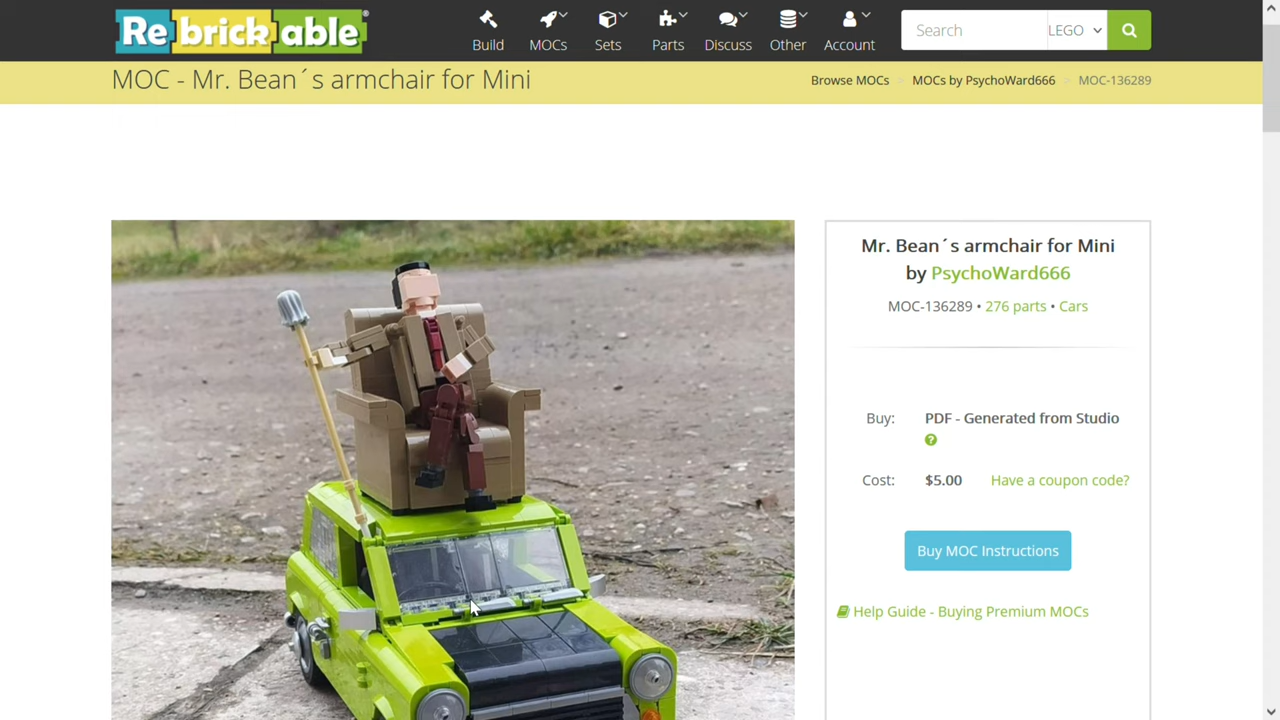 Rebrickable®
Build
MOCs
Sets
Parts
Discuss
Other
Account
Search
LEGO
MOC - Mr. Bean´s armchair for Mini
Browse MOCs > MOCs by PsychoWard666 > MOC-136289
Mr. Bean´s armchair for Mini
by PsychoWard666
MOC-136289 • 276 parts • Cars
Buy: PDF - Generated from Studio
?
Cost: $5.00 Have a coupon code?
Buy MOC Instructions
Help Guide - Buying Premium MOCs